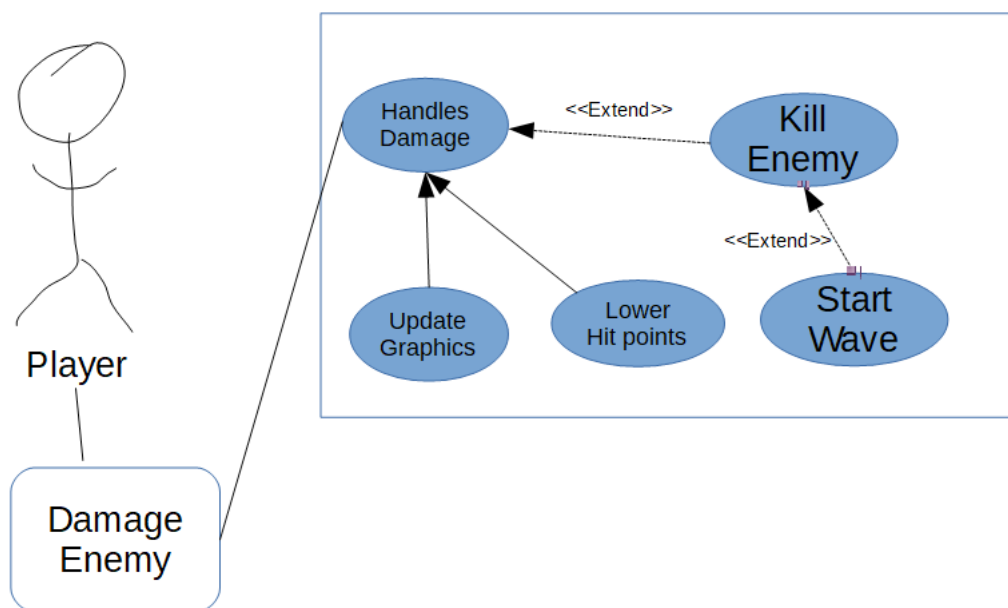 Handles
Damage
<<Extend>>
Kill
Enemy
<<Extend>>
Update
Graphics
Lower
Hit points
Start
Wave
Player
Damage
Enemy